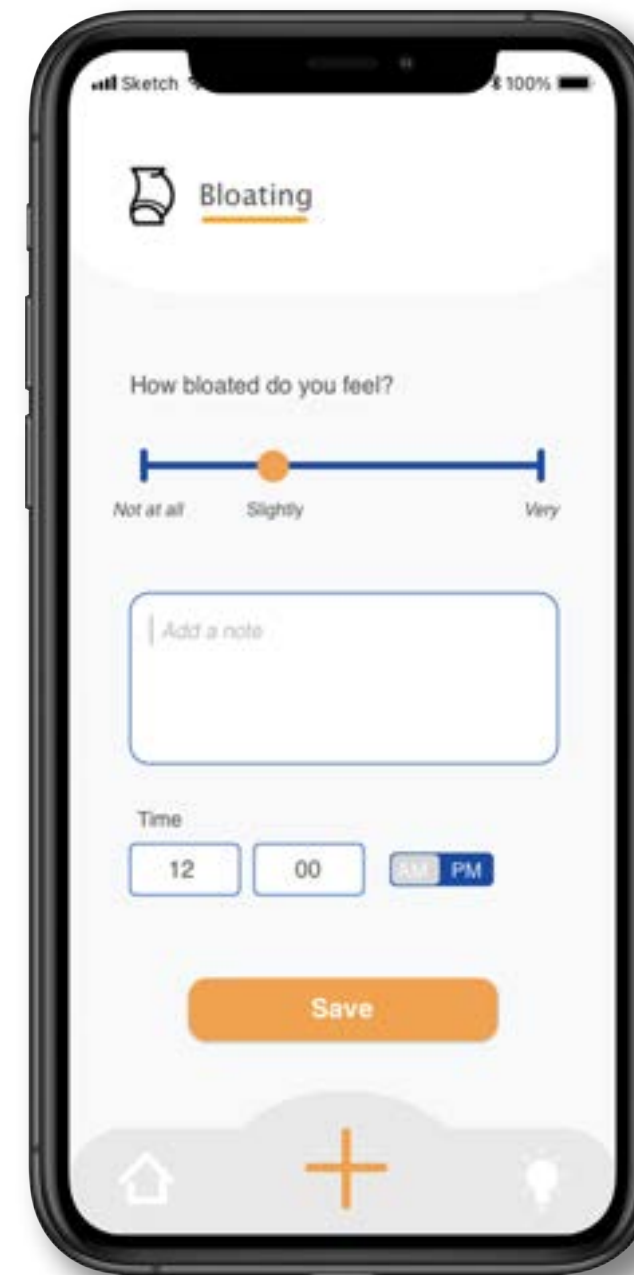 Sketch 100%
Bloating
How bloated do you feel?
Not at all Slightly Very
Add a note
Time
12 00 AM PM
Save